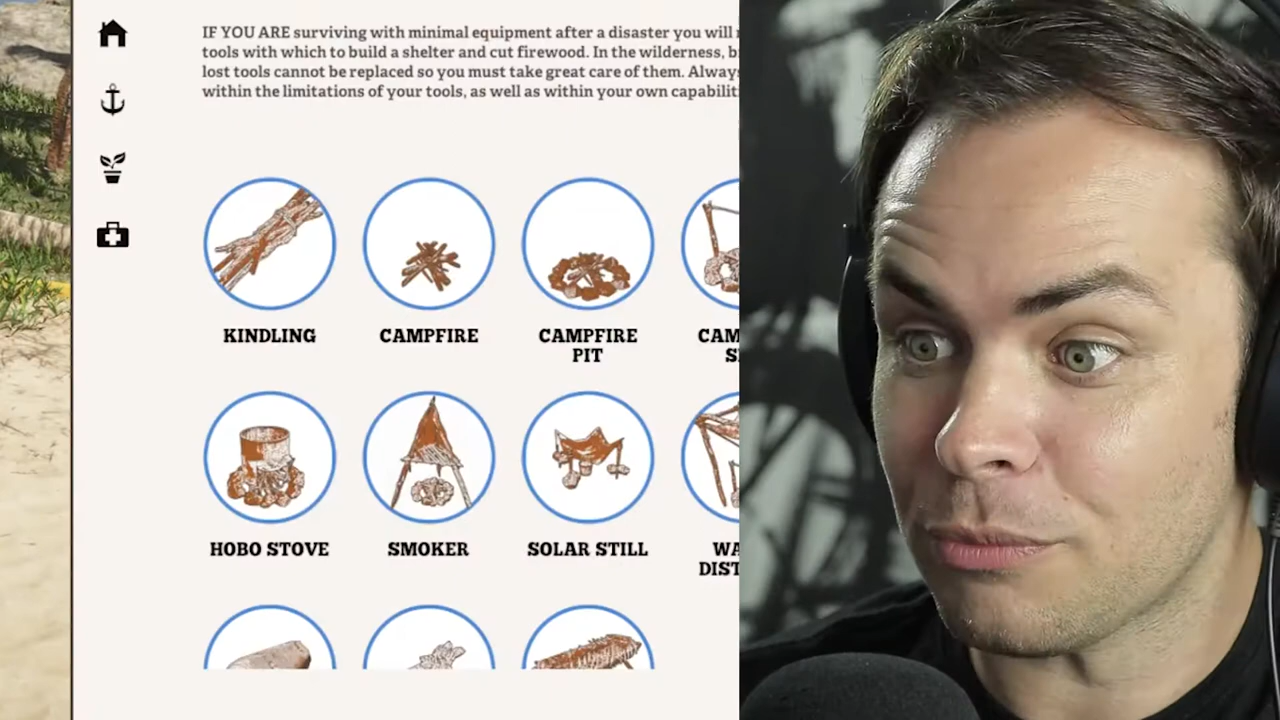 IF YOU ARE surviving with minimal equipment after a disaster you will
tools with which to build a shelter and cut firewood. In the wilderness,
lost tools cannot be replaced so you must take great care of them. Always
within the limitations of your tools, as well as within your own
KINDLING
CAMPFIRE
CAMPFIRE
PIT
HOBO STOVE
SMOKER
SOLAR STILL